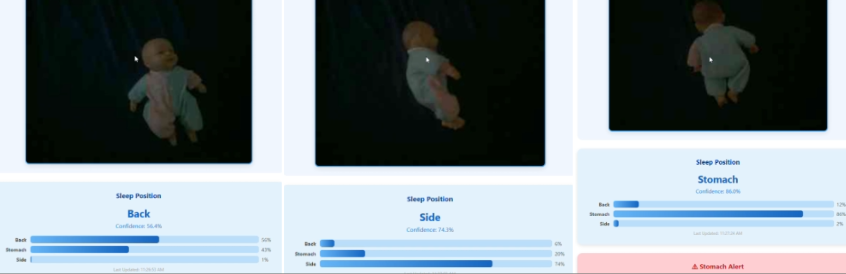 Sleep Position
Back
Confidence: 56.4%
Back 56%
Stomach 43%
Side 1%
Sleep Position
Side
Confidence: 74.3%
Back 6%
Stomach 20%
Side 74%
Sleep Position
Stomach
Confidence: 86.0%
Back 12%
Stomach 86%
Side 2%
Stomach Alert